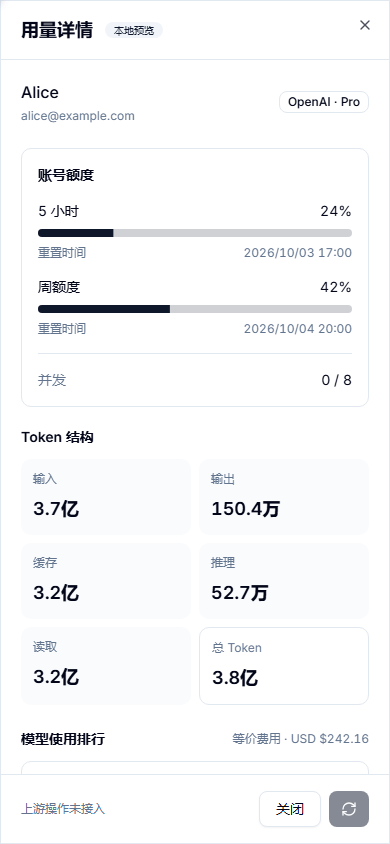 用量详情 本地预览
Alice
alice@example.com
OpenAI · Pro
账号额度
5 小时 24%
重置时间 2026/10/03 17:00
周额度 42%
重置时间 2026/10/04 20:00
并发 0 / 8
Token 结构
输入 输出
3.7亿 150.4万
缓存 推理
3.2亿 52.7万
读取 总 Token
3.2亿 3.8亿
模型使用排行 等价费用 · USD $242.16
上游操作未接入 关闭